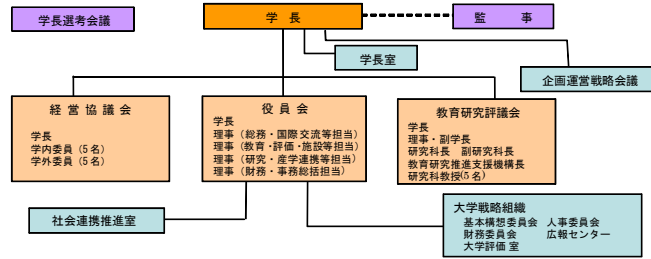 学長選考会議
学 長
監 事
学長室
企画運営戦略会議
経営協議会
学長
学内委員(5名)
学外委員(5名)
役員会
学長
理事(総務・国際交流等担当)
理事(教育・評価・施設等担当)
理事(研究・産学連携等担当)
理事(財務・事務総括担当)
教育研究評議会
学長
理事・副学長
研究科長 副研究科長
教育研究推進支援機構長
研究科教授(5名)
社会連携推進室
大学戦略組織
基本構想委員会 人事委員会
財務委員会 広報センター
大学評価室